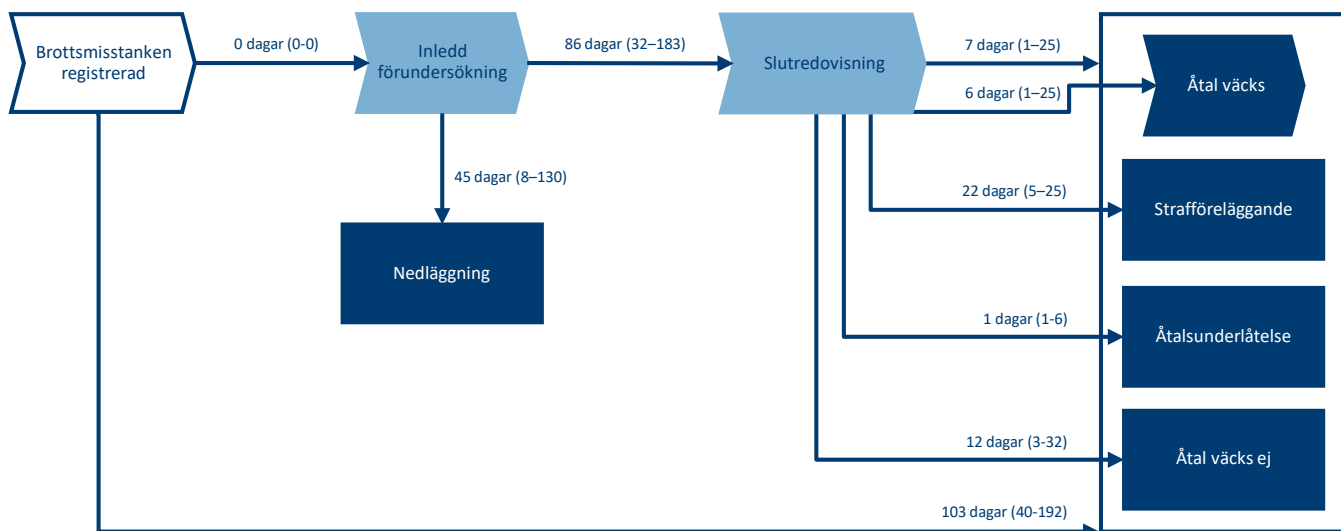 Brottsmisstanken
registrerad
0 dagar (0-0)
Inledd
förundersökning
86 dagar (32–183)
Slutredovisning
7 dagar (1–25)
6 dagar (1–25)
Åtal väcks
45 dagar (8–130)
Nedläggning
22 dagar (5–25)
Strafföreläggande
1 dagar (1-6)
Åtalsunderlåtelse
12 dagar (3-32)
Åtal väcks ej
103 dagar (40-192)